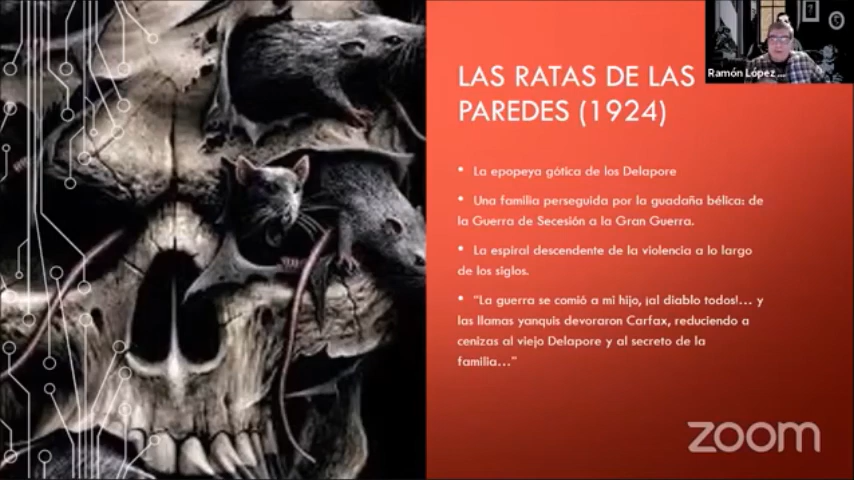 LAS RATAS DE LAS
PAREDES (1924)
Ramón López...
• La epopeya gótica de los Delapore
• Una familia perseguida por la guadaña bélica: de
la Guerra de Secesión a la Gran Guerra.
• La espiral descendente de la violencia a lo largo
de los siglos.
• "La guerra se comió a mi hijo, ¡al diablo todos!... y
las llamas yanquis devoraron Carfax, reduciendo a
cenizas al viejo Delapore y al secreto de la
familia..."
zoom